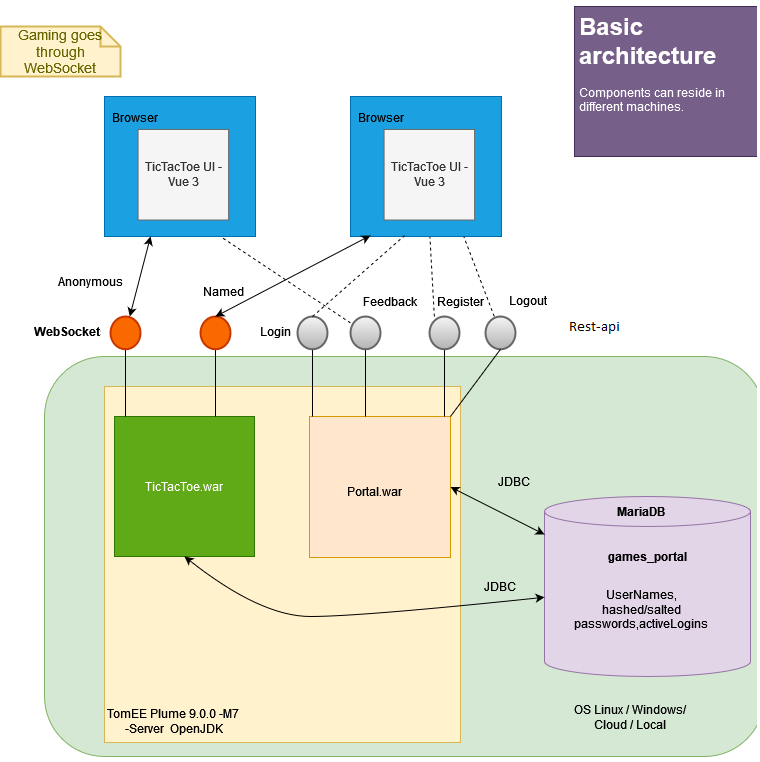 Gaming goes
through
WebSocket
Basic
architecture
Components can reside in
different machines.
Browser
TicTacToe UI -
Vue 3
Browser
TicTacToe UI -
Vue 3
Anonymous
Named
Feedback
Register
Logout
WebSocket
Login
Rest-api
TicTacToe.war
Portal.war
JDBC
MariaDB
games_portal
UserNames,
hashed/salted
passwords,activeLogins
JDBC
TomEE Plume 9.0.0 -M7
-Server OpenJDK
OS Linux / Windows/
Cloud / Local